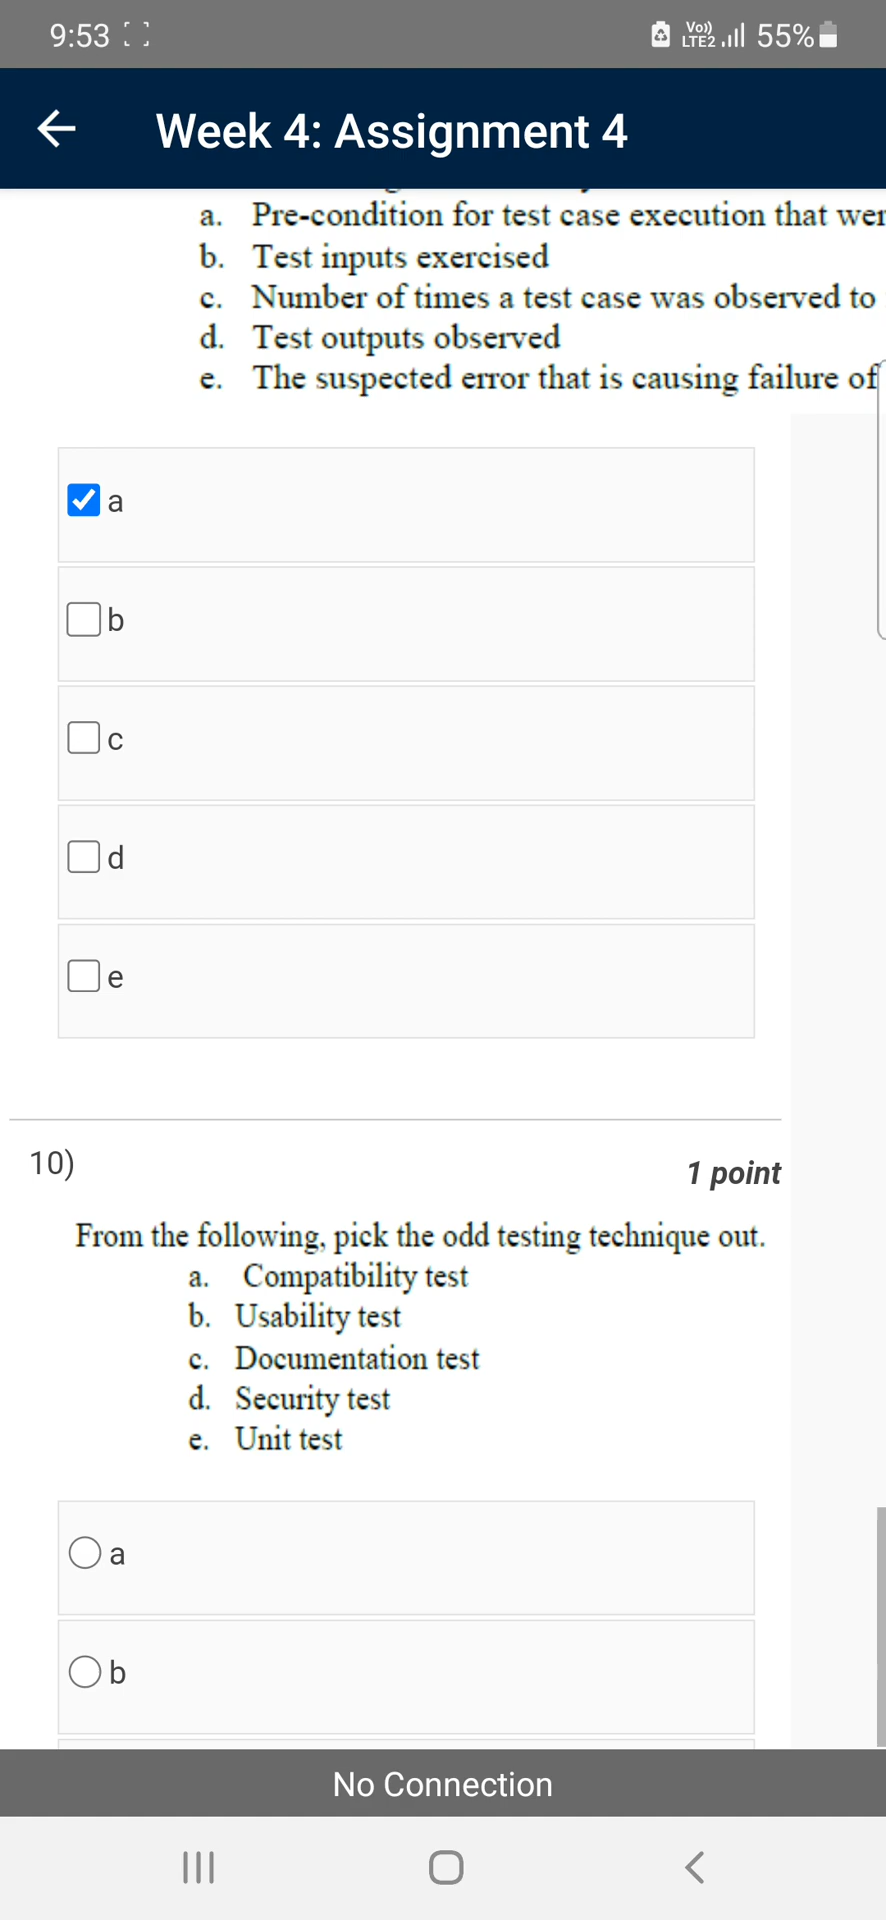 9:53
Vo)) LTE2 55%
Week 4: Assignment 4
a. Pre-condition for test case execution that wer
b. Test inputs exercised
c. Number of times a test case was observed to
d. Test outputs observed
e. The suspected error that is causing failure of
a
b
c
d
e
10)
1 point
From the following, pick the odd testing technique out.
a. Compatibility test
b. Usability test
c. Documentation test
d. Security test
e. Unit test
a
b
No Connection